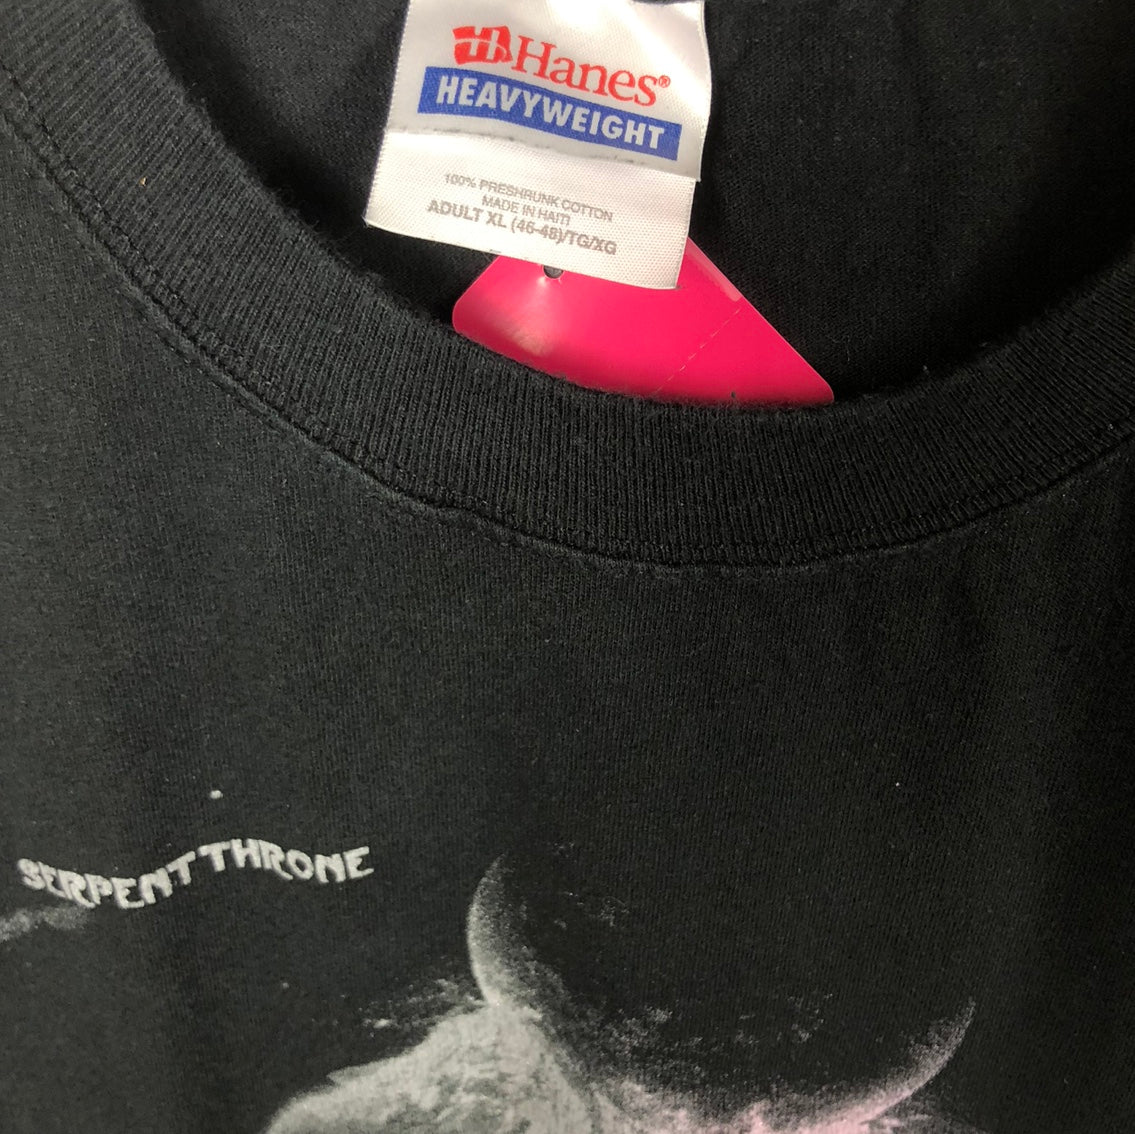 Hanes®
HEAVYWEIGHT
100% PRESHRUNK COTTON
MADE IN HAITI
ADULT XL (46-48)/TG/XG
SERPENT THRONE